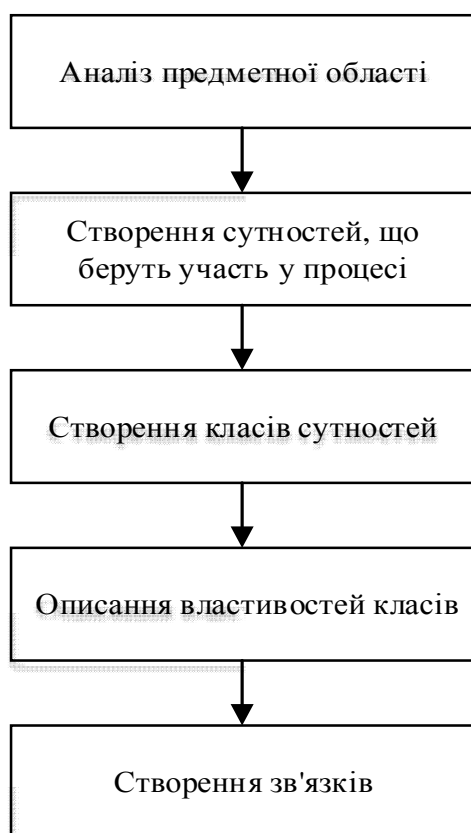 Аналіз предметної області
Створення сутностей, що
беруть участь у процесі
Створення класів сутностей
Описання властивостей класів
Створення зв'язків